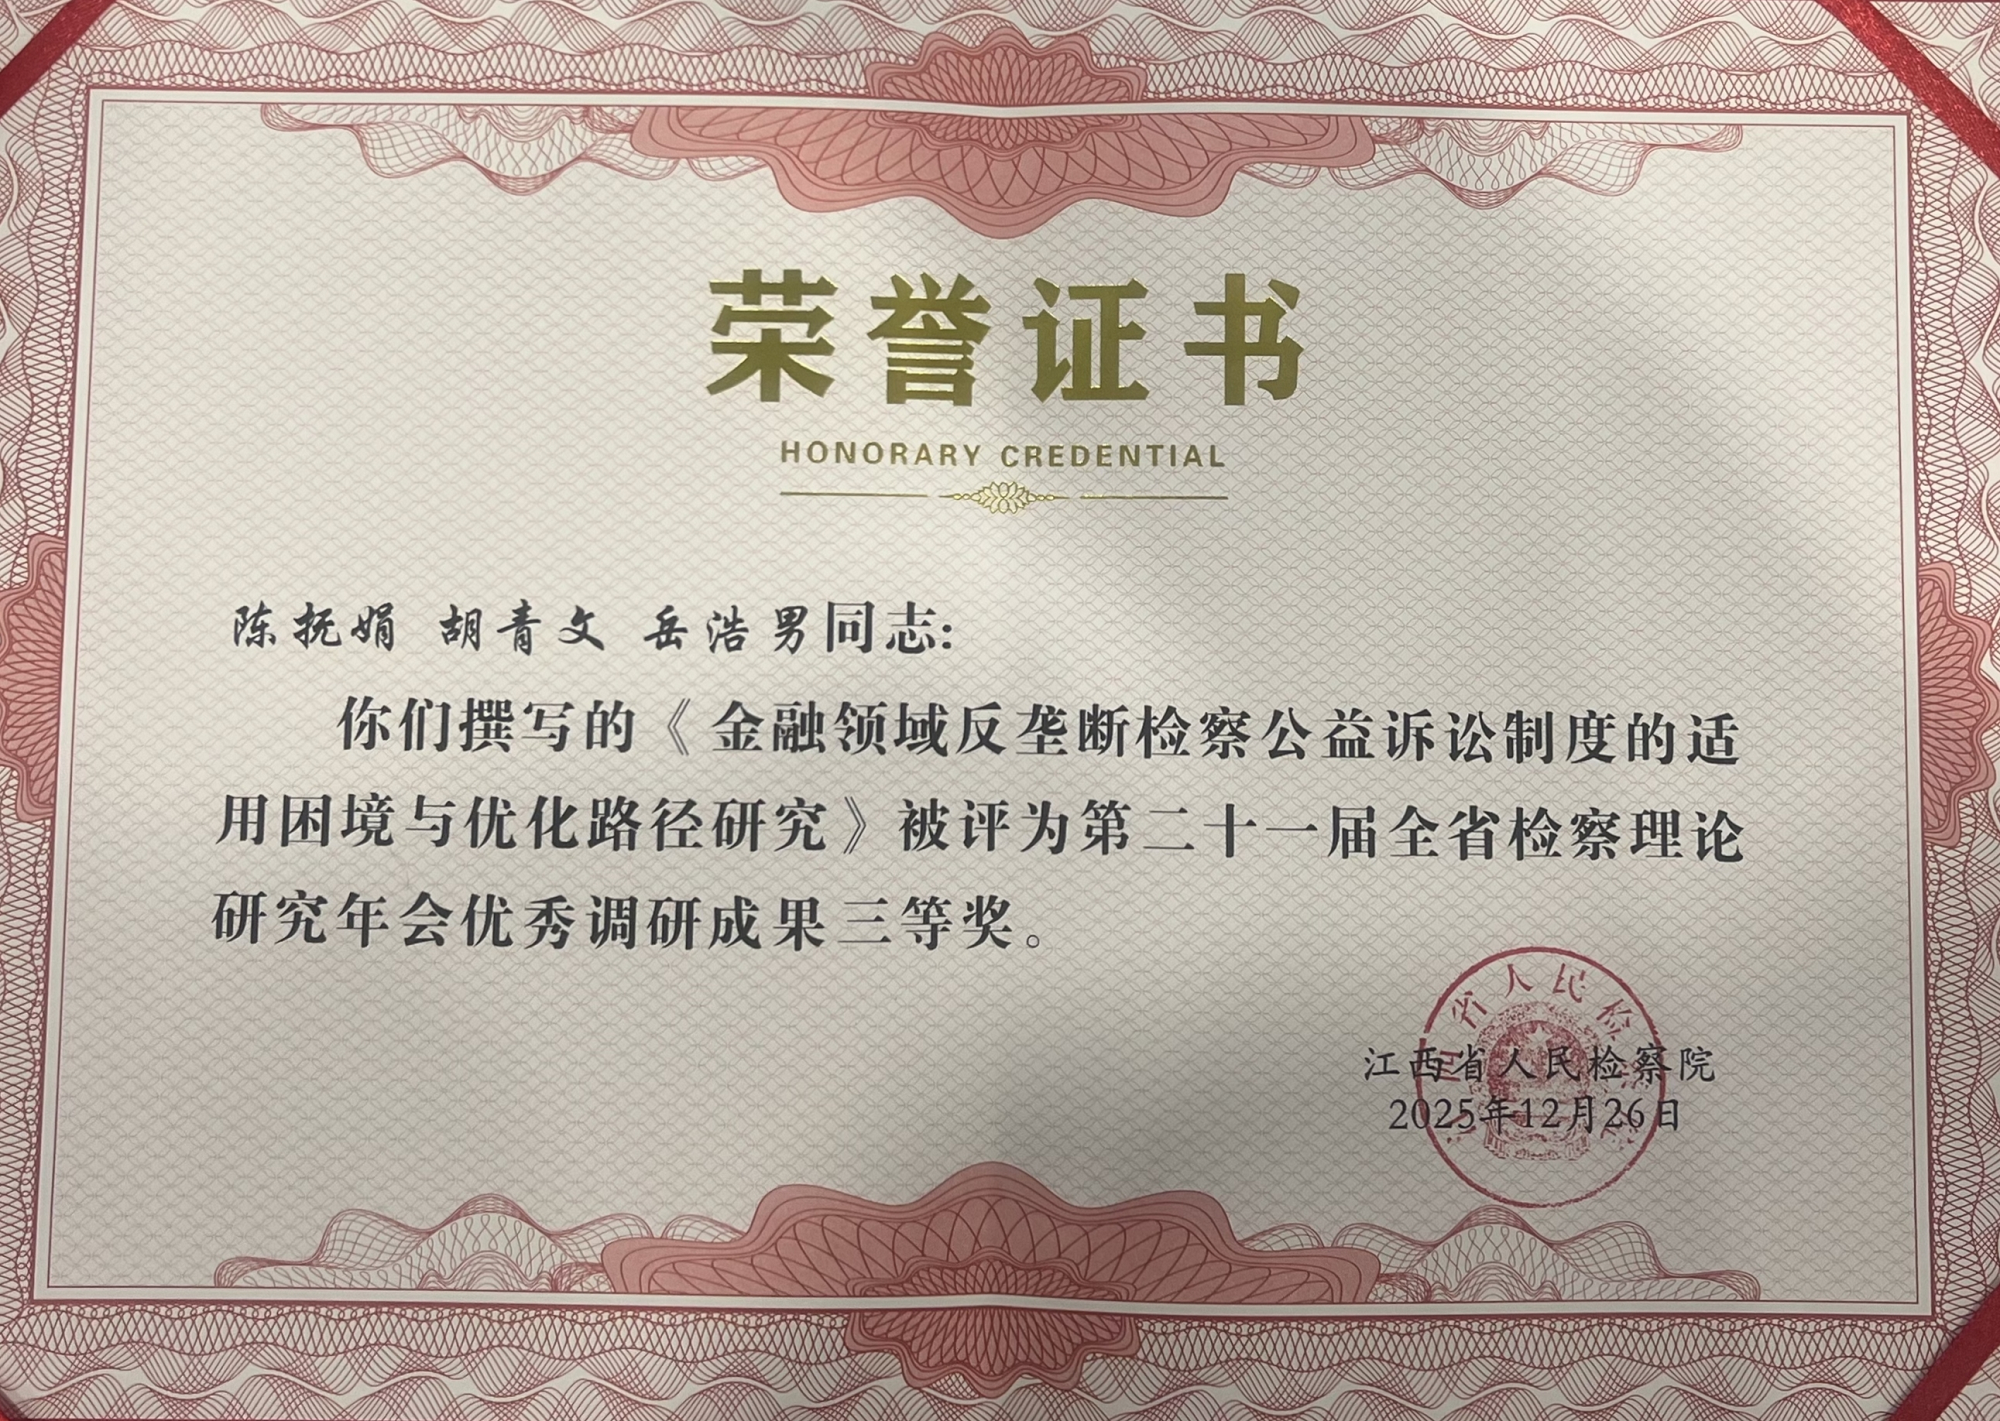 荣誉证书
HONORARY CREDENTIAL
陈抚娟 胡青文 岳浩男同志:
你们撰写的《金融领域反垄断检察公益诉讼制度的适
用困境与优化路径研究》被评为第二十一届全省检察理论
研究年会优秀调研成果三等奖。
省人民检
江西省人民检察院
2025年12月26日